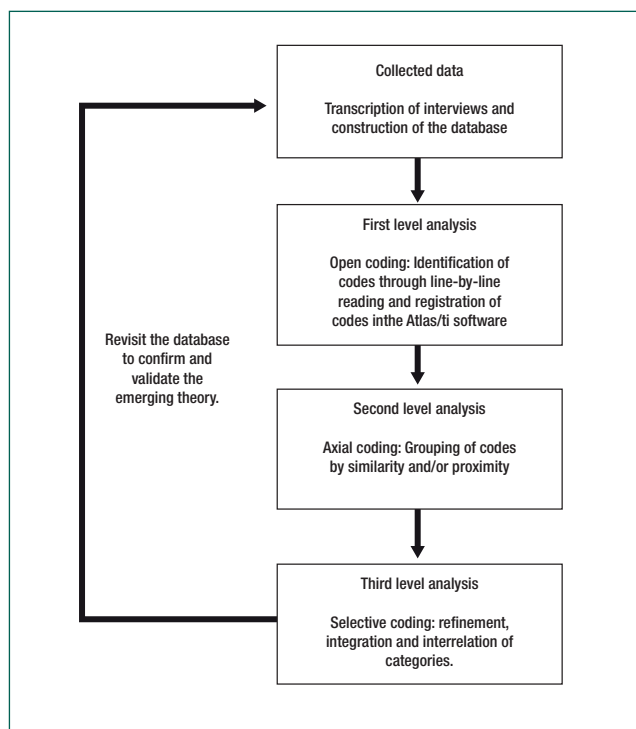 Collected data
Transcription of interviews and
construction of the database
First level analysis
Open coding: Identification of
codes through line-by-line
reading and registration of
codes inthe Atlas/ti software
Revisit the database
to confirm and
validate the
emerging theory.
Second level analysis
Axial coding: Grouping of codes
by similarity and/or proximity
Third level analysis
Selective coding: refinement,
integration and interrelation of
categories.